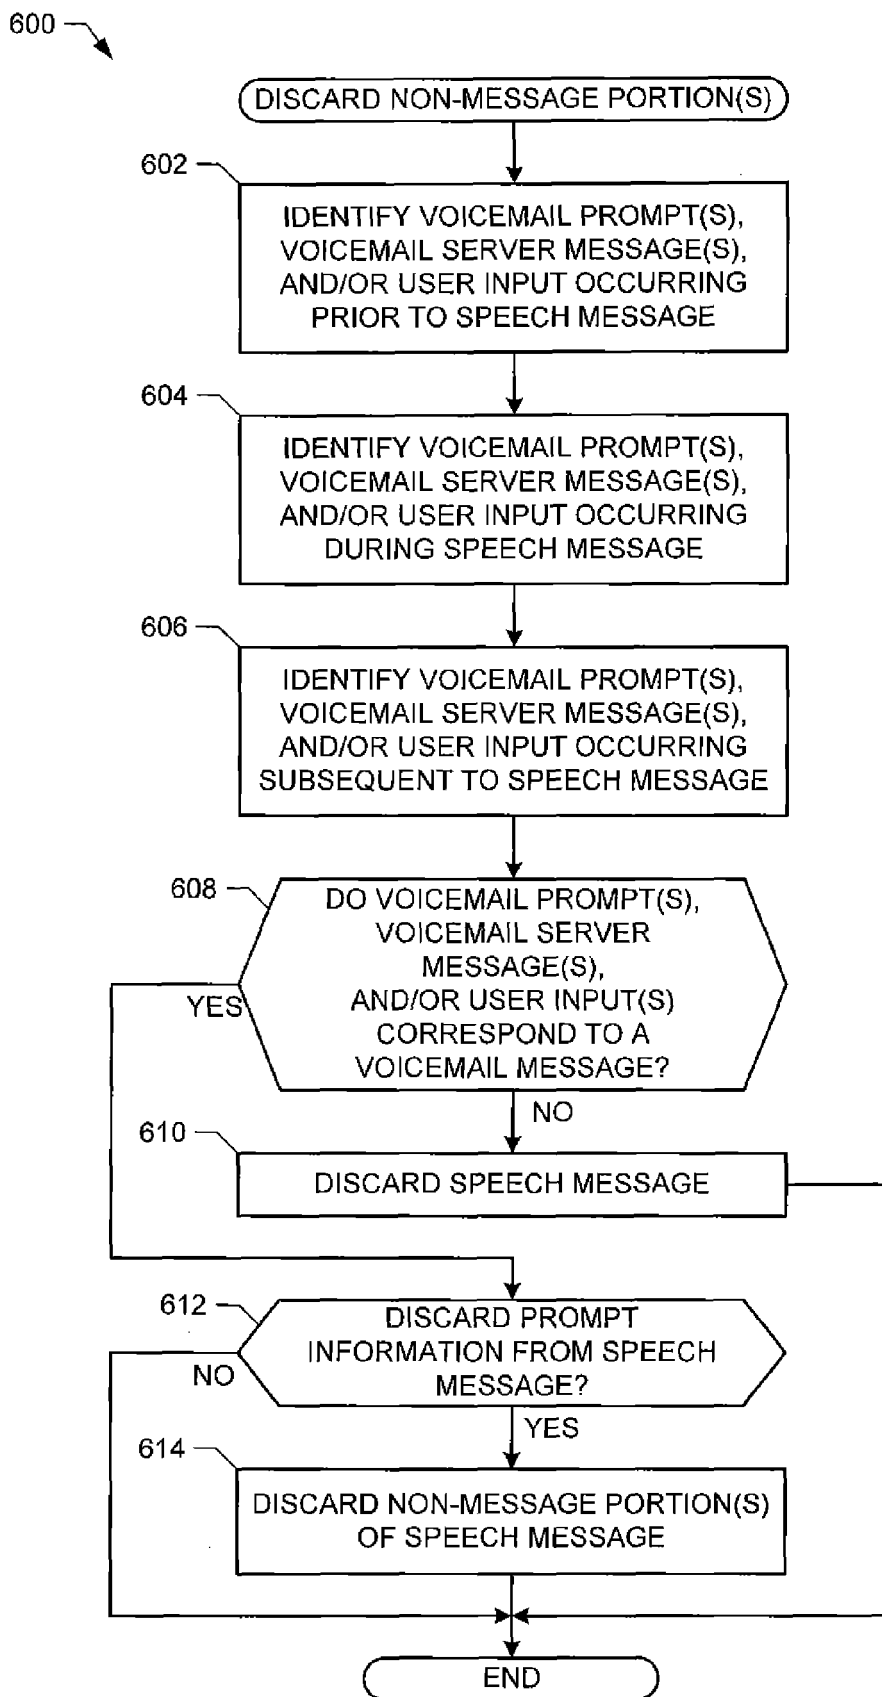 600
DISCARD NON-MESSAGE PORTION(S)
602
IDENTIFY VOICEMAIL PROMPT(S),
VOICEMAIL SERVER MESSAGE(S),
AND/OR USER INPUT OCCURRING
PRIOR TO SPEECH MESSAGE
604
IDENTIFY VOICEMAIL PROMPT(S),
VOICEMAIL SERVER MESSAGE(S),
AND/OR USER INPUT OCCURRING
DURING SPEECH MESSAGE
606
IDENTIFY VOICEMAIL PROMPT(S),
VOICEMAIL SERVER MESSAGE(S),
AND/OR USER INPUT OCCURRING
SUBSEQUENT TO SPEECH MESSAGE
608
DO VOICEMAIL PROMPT(S),
VOICEMAIL SERVER
MESSAGE(S),
AND/OR USER INPUT(S)
CORRESPOND TO A
VOICEMAIL MESSAGE?
YES
NO
610
DISCARD SPEECH MESSAGE
612
DISCARD PROMPT
INFORMATION FROM SPEECH
MESSAGE?
NO
YES
614
DISCARD NON-MESSAGE PORTION(S)
OF SPEECH MESSAGE
END